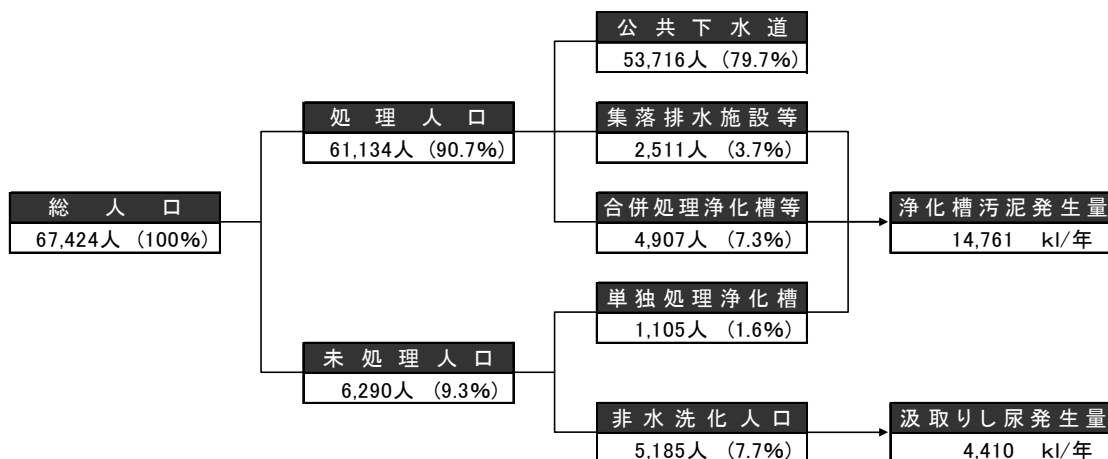 総人口
67,424人 (100%)
処理人口
61,134人 (90.7%)
未処理人口
6,290人 (9.3%)
公共下水道
53,716人 (79.7%)
集落排水施設等
2,511人 (3.7%)
合併処理浄化槽等
4,907人 (7.3%)
単独処理浄化槽
1,105人 (1.6%)
非水洗化人口
5,185人 (7.7%)
浄化槽汚泥発生量
14,761 kl/年
汲取りし尿発生量
4,410 kl/年